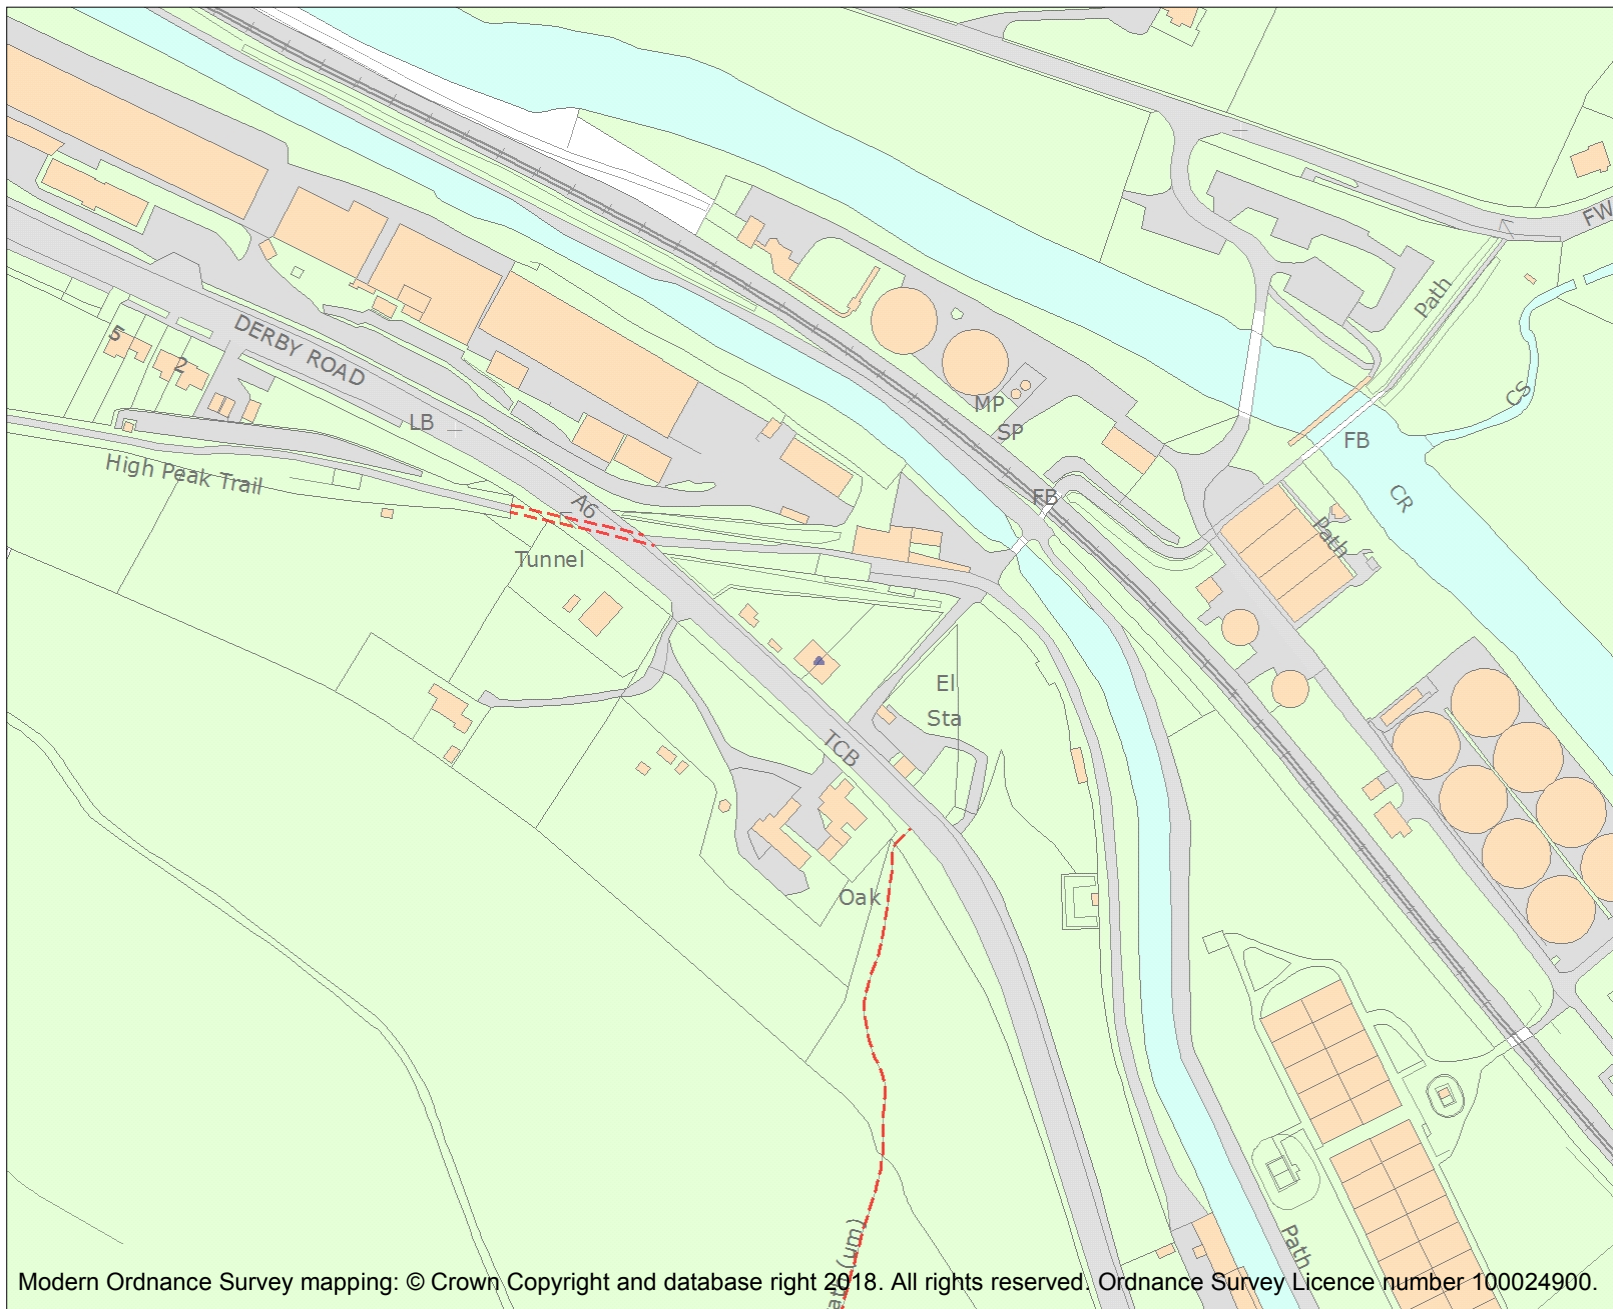 FW
Path
5
2
DERBY ROAD
CS
MP
SP
LB
FB
High Peak Trail
A6
FB
CR
Path
Tunnel
El
Sta
TCB
Oak
Path
(um)
Modern Ordnance Survey mapping: © Crown Copyright and database right 2018. All rights reserved. Ordnance Survey Licence number 100024900.